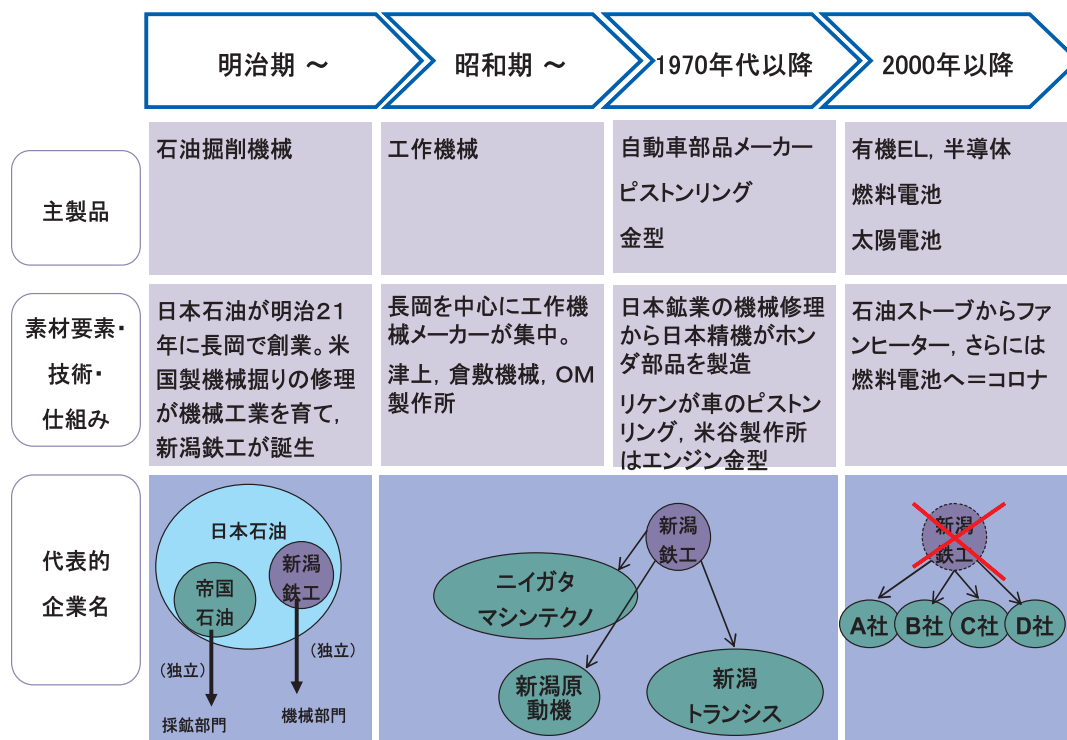 明治期 ~
昭和期 ~
1970年代以降
2000年以降
主製品
石油掘削機械
工作機械
自動車部品メーカー
ピストンリング
金型
有機EL, 半導体
燃料電池
太陽電池
素材要素・
技術・
仕組み
日本石油が明治21
年に長岡で創業。米
国製機械掘りの修理
が機械工業を育て,
新潟鉄工が誕生
長岡を中心に工作機
械メーカーが集中。
津上, 倉敷機械, OM
製作所
日本鉱業の機械修理
から日本精機がホン
ダ部品を製造
リケンが車のピストン
リング, 米谷製作所
はエンジン金型
石油ストーブからファ
ンヒーター, さらには
燃料電池へ=コロナ
代表的
企業名
日本石油
帝国
石油
新潟
鉄工
(独立)
(独立)
採鉱部門
機械部門
新潟
鉄工
ニイガタ
マシンテクノ
新潟原
動機
新潟
トランシス
新潟
鉄工
A社
B社
C社
D社